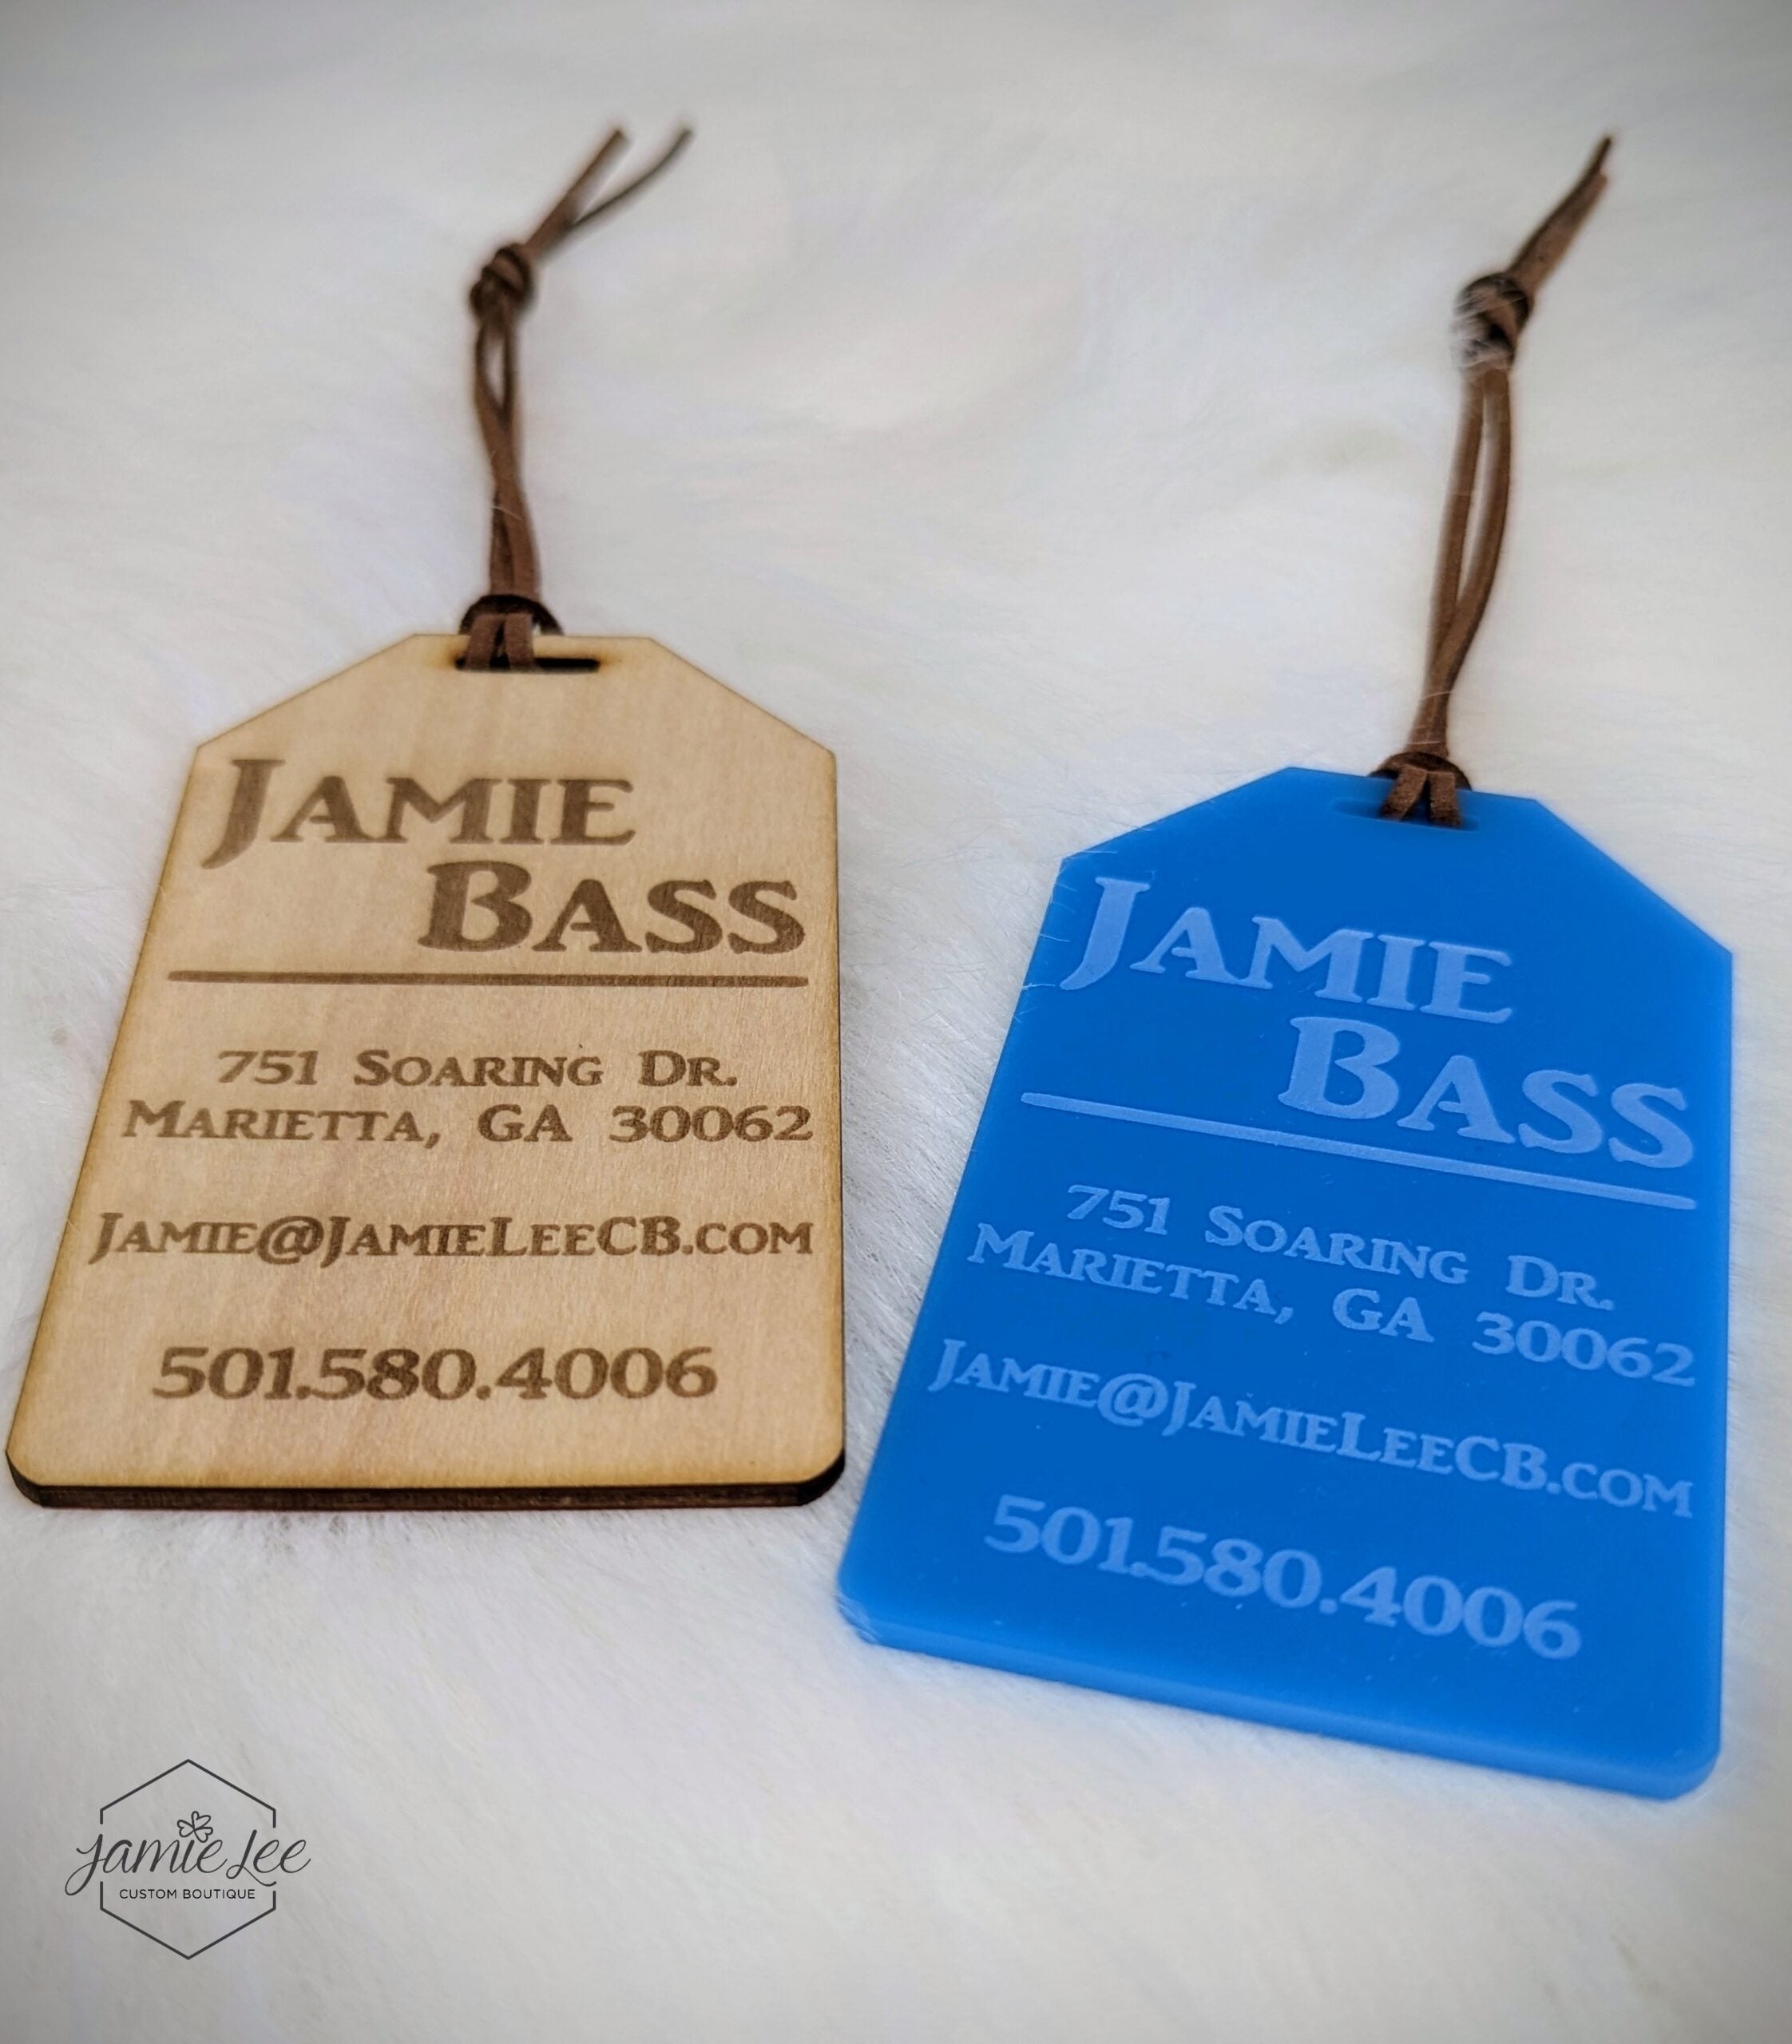 JAMIE
BASS
751 SOARING DR.
MARIETTA, GA 30062
JAMIE@JAMIELEECB.COM
501.580.4006
JAMIE
BASS
751 SOARING DR.
MARIETTA, GA 30062
JAMIE@JAMIELEECB.COM
501.580.4006
Jamie Lee
CUSTOM BOUTIQUE